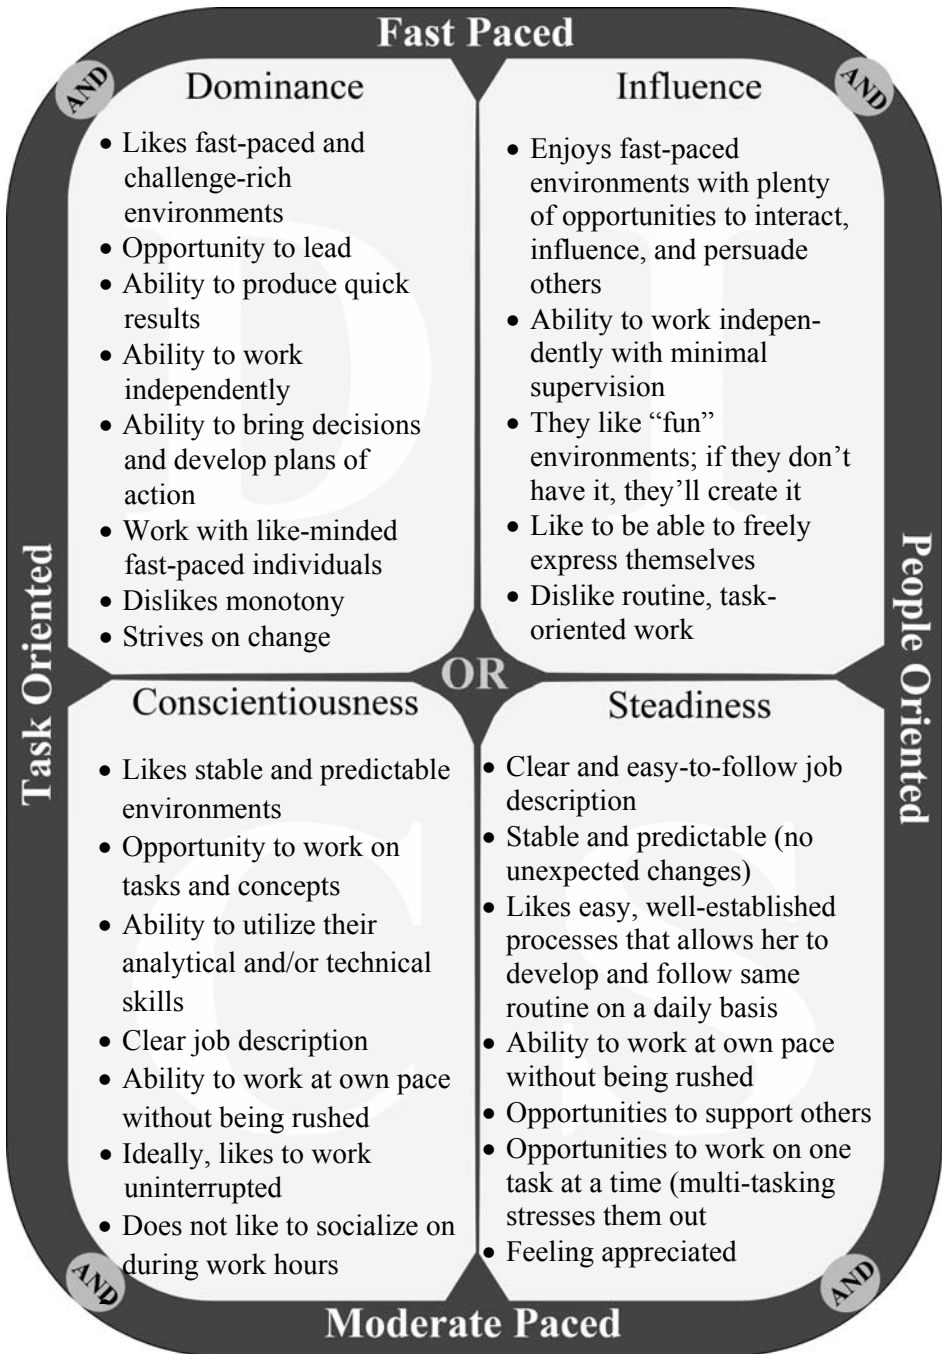 Fast Paced
AND
AND
Dominance
• Likes fast-paced and
challenge-rich
environments
• Opportunity to lead
• Ability to produce quick
results
• Ability to work
independently
• Ability to bring decisions
and develop plans of
action
• Work with like-minded
fast-paced individuals
• Dislikes monotony
• Strives on change
Influence
• Enjoys fast-paced
environments with plenty
of opportunities to interact,
influence, and persuade
others
• Ability to work indepen-
dently with minimal
supervision
• They like “fun”
environments; if they don’t
have it, they’ll create it
• Like to be able to freely
express themselves
• Dislike routine, task-
oriented work
D
I
Task Oriented
OR
People Oriented
Conscientiousness
• Likes stable and predictable
environments
• Opportunity to work on
tasks and concepts
• Ability to utilize their
analytical and/or technical
skills
• Clear job description
• Ability to work at own pace
without being rushed
• Ideally, likes to work
uninterrupted
• Does not like to socialize on
during work hours
Steadiness
• Clear and easy-to-follow job
description
• Stable and predictable (no
unexpected changes)
• Likes easy, well-established
processes that allows her to
develop and follow same
routine on a daily basis
• Ability to work at own pace
without being rushed
• Opportunities to support others
• Opportunities to work on one
task at a time (multi-tasking
stresses them out
• Feeling appreciated
C
S
AND
AND
Moderate Paced